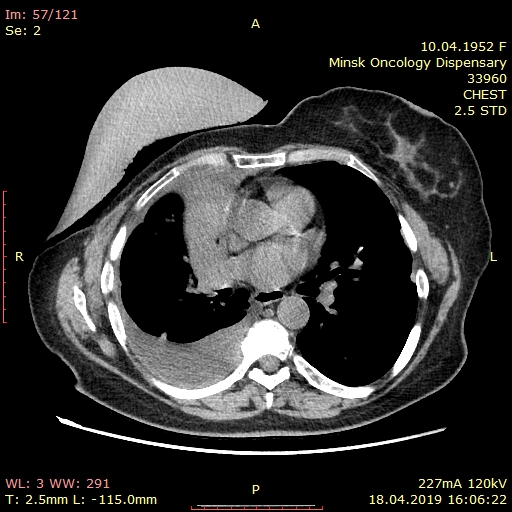 Im: 57/121
Se: 2
A
10.04.1952 F
Minsk Oncology Dispensary
33960
CHEST
2.5 STD
R
L
WL: 3 WW: 291
T: 2.5mm L: -115.0mm
P
227mA 120kV
18.04.2019 16:06:22